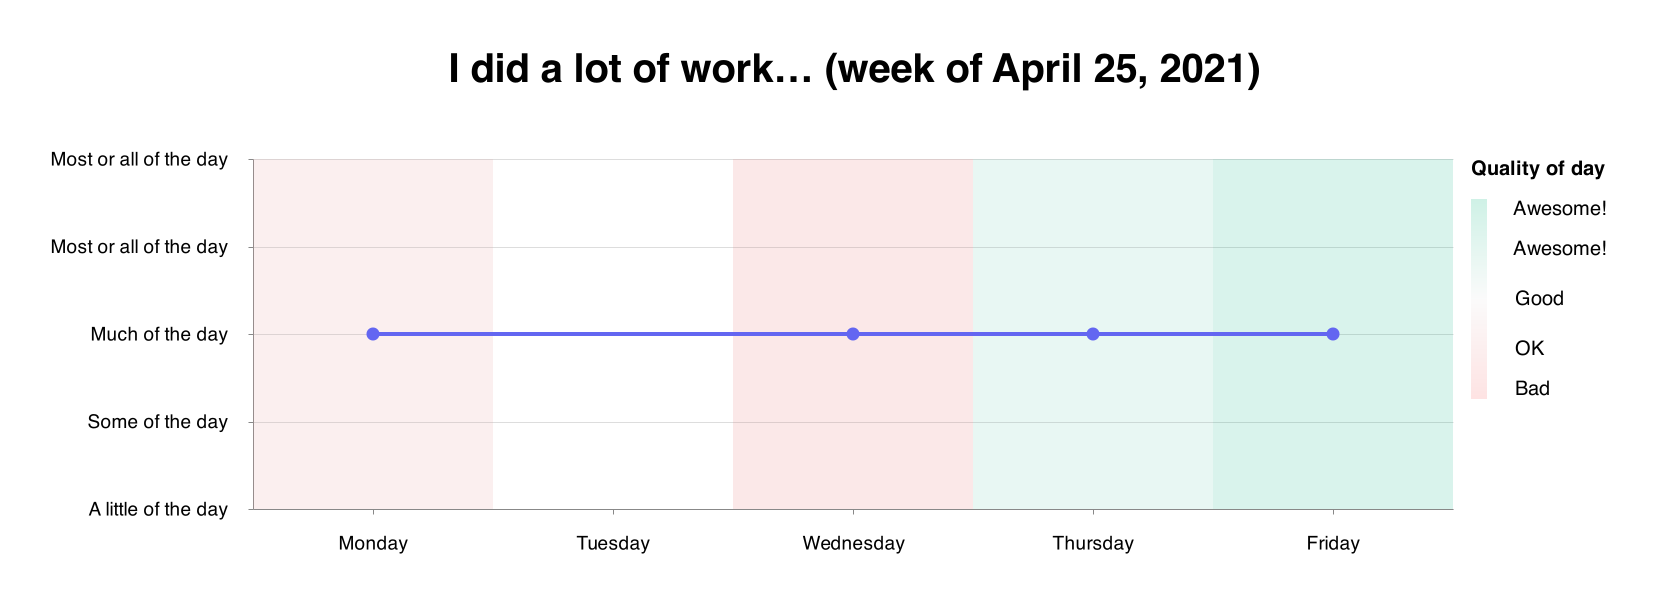 I did a lot of work… (week of April 25, 2021)
Most or all of the day
Most or all of the day
Much of the day
Some of the day
A little of the day
Monday
Tuesday
Wednesday
Thursday
Friday
Quality of day
Awesome!
Awesome!
Good
OK
Bad